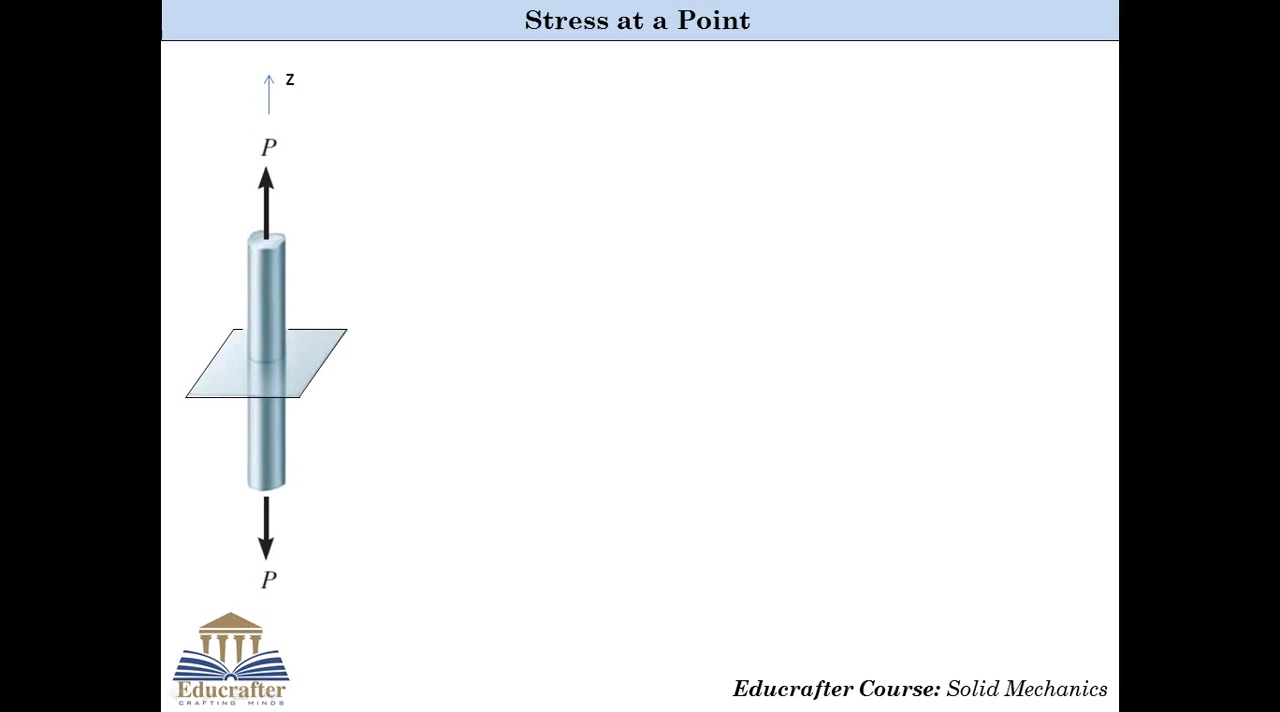 Stress at a Point
Z
P
P
Educrafter
CRAFTING MINDS
Educrafter Course: Solid Mechanics